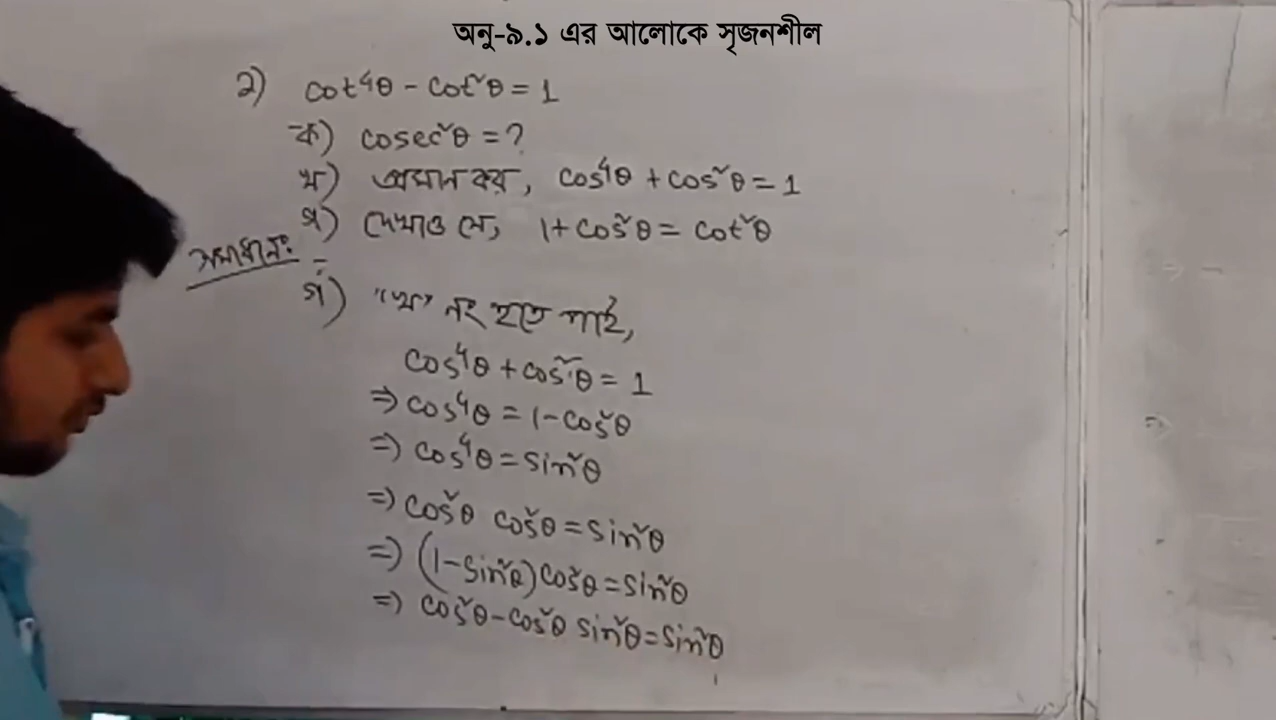 অনু-৯.১ এর আলোকে সৃজনশীল
২) cot⁴θ - cot²θ = 1
ক) cosec²θ = ?
খ) প্রমান কর, cos⁴θ + cos²θ = 1
গ) দেখাও যে, 1 + cos²θ = cot²θ
সমাধানঃ
গ) "খ" নং হতে পাই,
cos⁴θ + cos²θ = 1
⇒ cos⁴θ = 1 - cos²θ
⇒ cos⁴θ = sin²θ
⇒ cos²θ cos²θ = sin²θ
⇒ (1 - sin²θ) cos²θ = sin²θ
⇒ cos²θ - cos²θ sin²θ = sin²θ